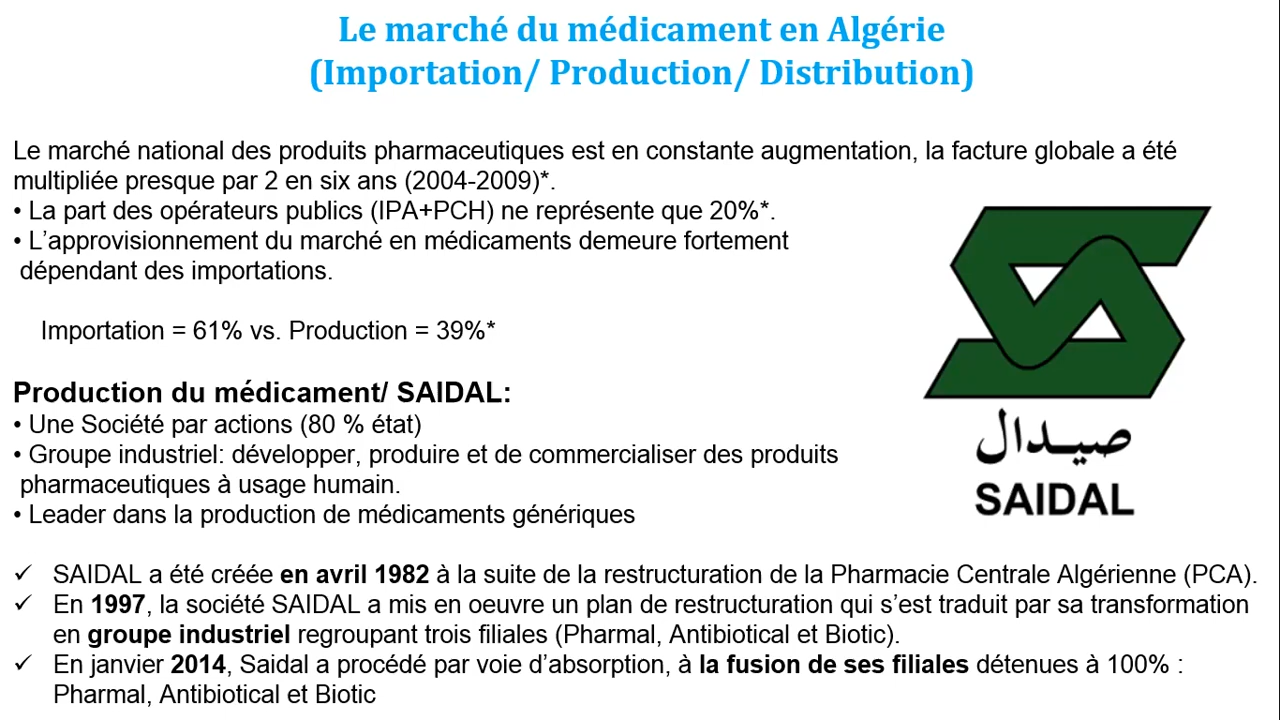 Le marché du médicament en Algérie
(Importation/ Production/ Distribution)
Le marché national des produits pharmaceutiques est en constante augmentation, la facture globale a été
multipliée presque par 2 en six ans (2004-2009)*.
• La part des opérateurs publics (IPA+PCH) ne représente que 20%*.
• L’approvisionnement du marché en médicaments demeure fortement
dépendant des importations.
Importation = 61% vs. Production = 39%*
Production du médicament/ SAIDAL:
• Une Société par actions (80 % état)
• Groupe industriel: développer, produire et de commercialiser des produits
pharmaceutiques à usage humain.
• Leader dans la production de médicaments génériques
صيدال
SAIDAL
✓ SAIDAL a été créée en avril 1982 à la suite de la restructuration de la Pharmacie Centrale Algérienne (PCA).
✓ En 1997, la société SAIDAL a mis en oeuvre un plan de restructuration qui s’est traduit par sa transformation
en groupe industriel regroupant trois filiales (Pharmal, Antibiotical et Biotic).
✓ En janvier 2014, Saidal a procédé par voie d’absorption, à la fusion de ses filiales détenues à 100% :
Pharmal, Antibiotical et Biotic